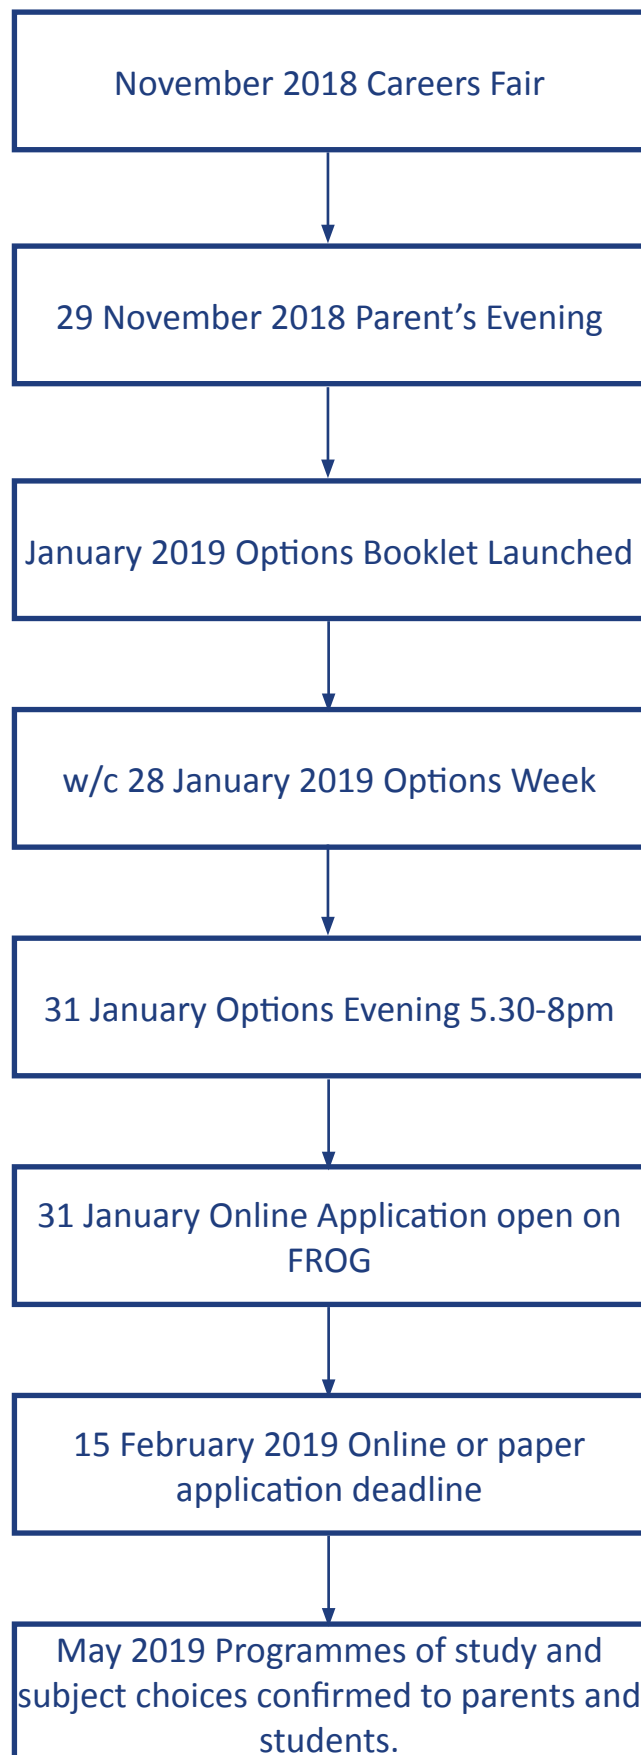 November 2018 Careers Fair
29 November 2018 Parent’s Evening
January 2019 Options Booklet Launched
w/c 28 January 2019 Options Week
31 January Options Evening 5.30-8pm
31 January Online Application open on
FROG
15 February 2019 Online or paper
application deadline
May 2019 Programmes of study and
subject choices confirmed to parents and
students.